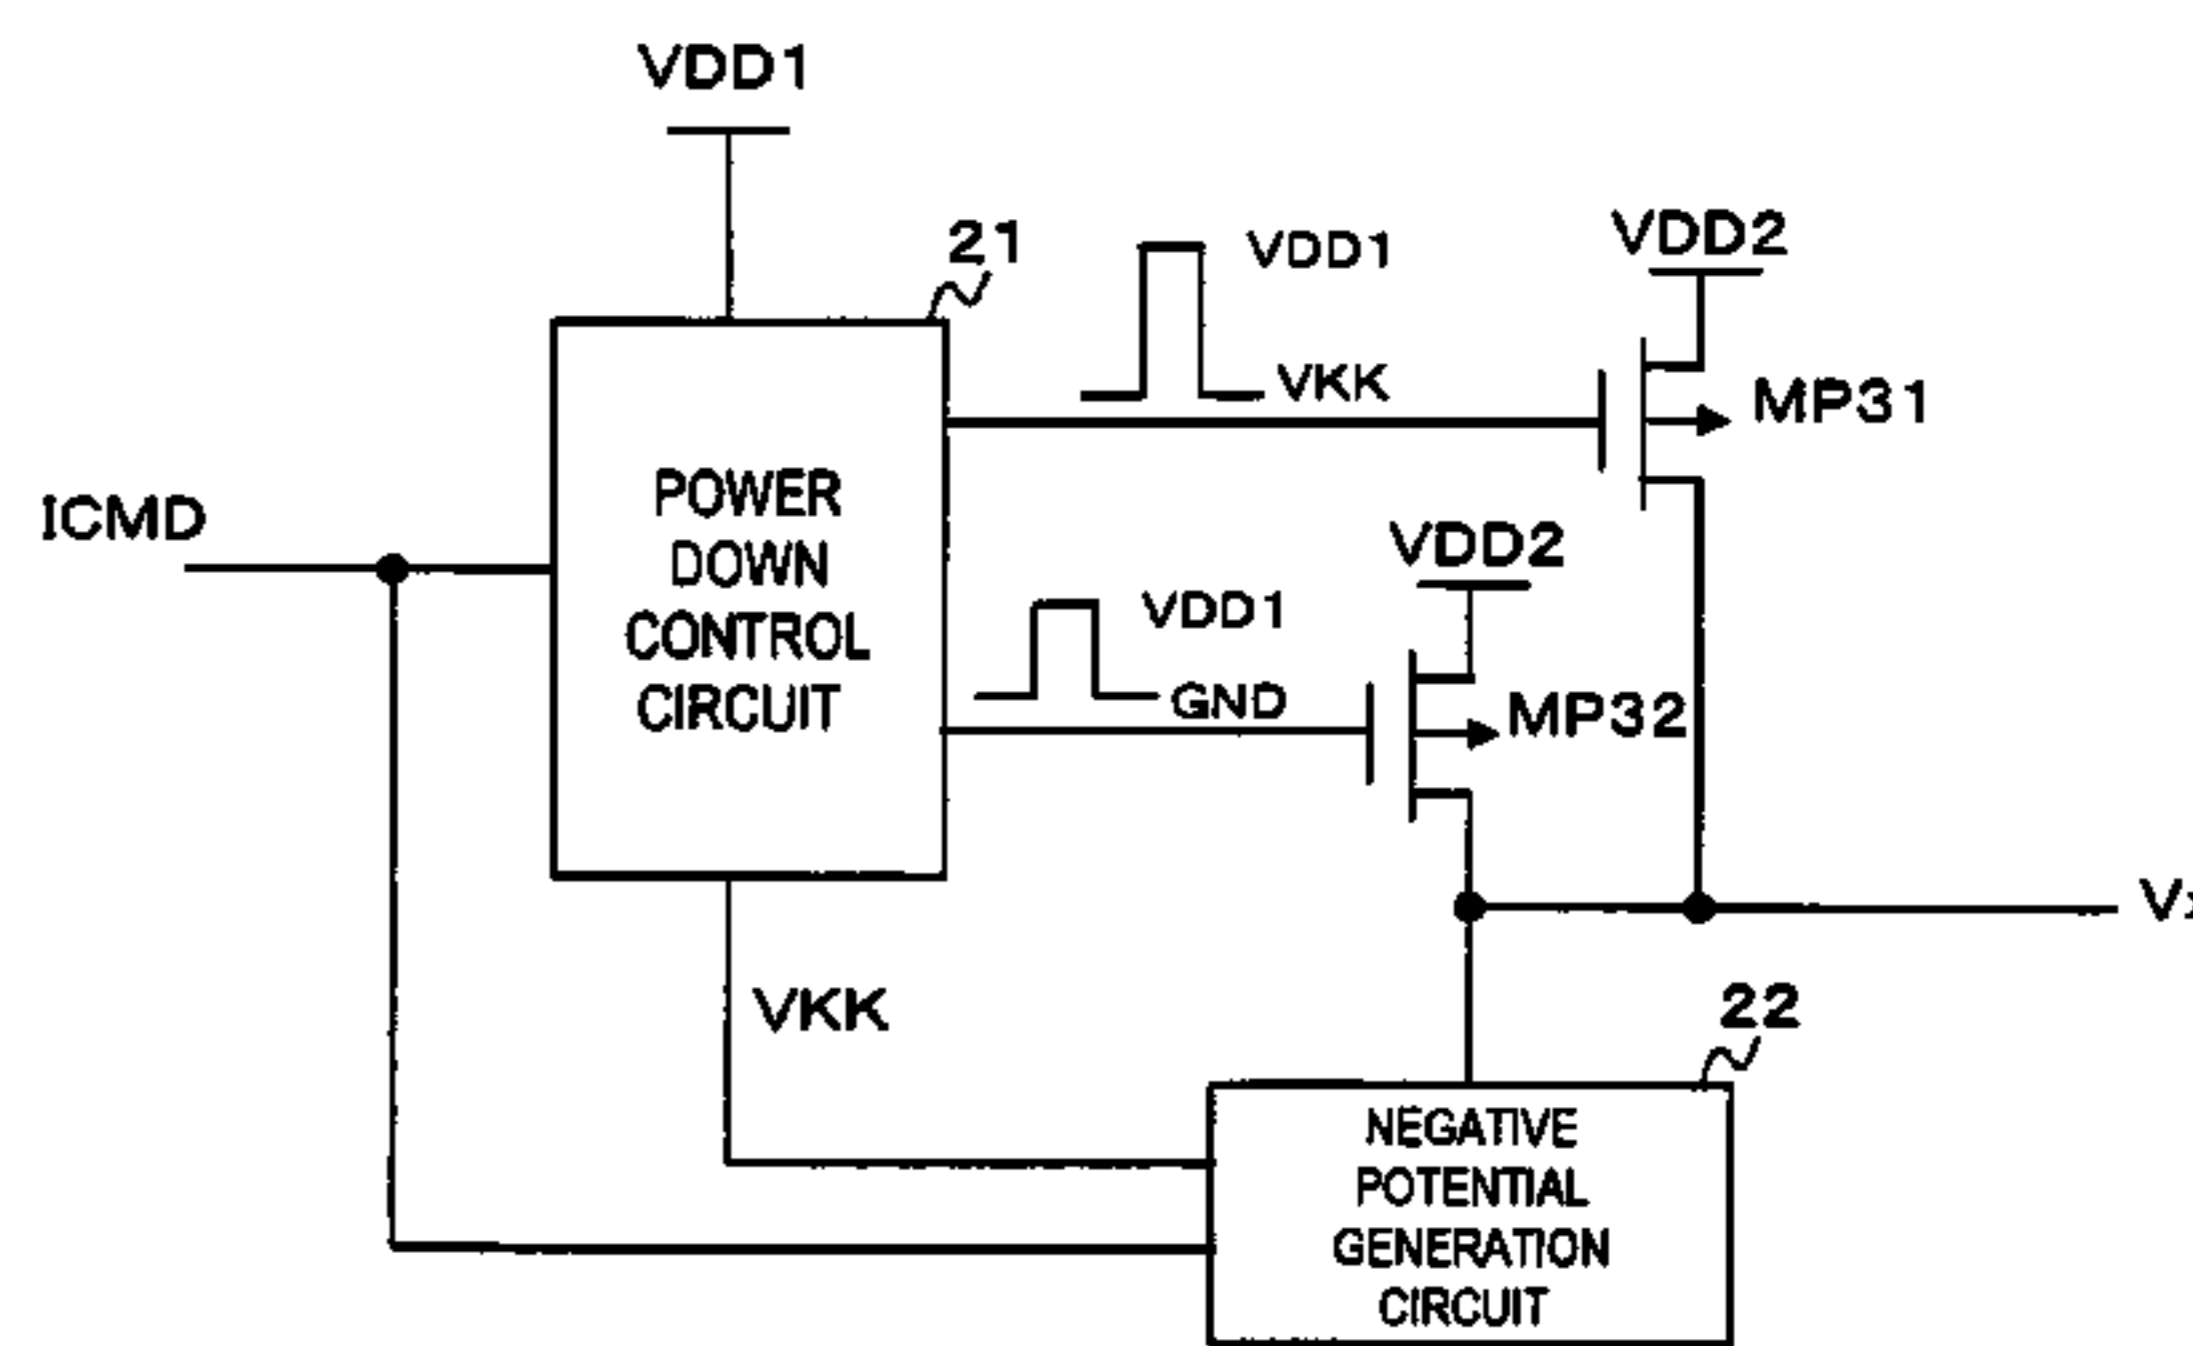 VDD1
21
VDD1
VDD2
VKK
MP31
ICMD
POWER
DOWN
CONTROL
CIRCUIT
VDD2
VDD1
GND
MP32
VKK
22
NEGATIVE
POTENTIAL
GENERATION
CIRCUIT